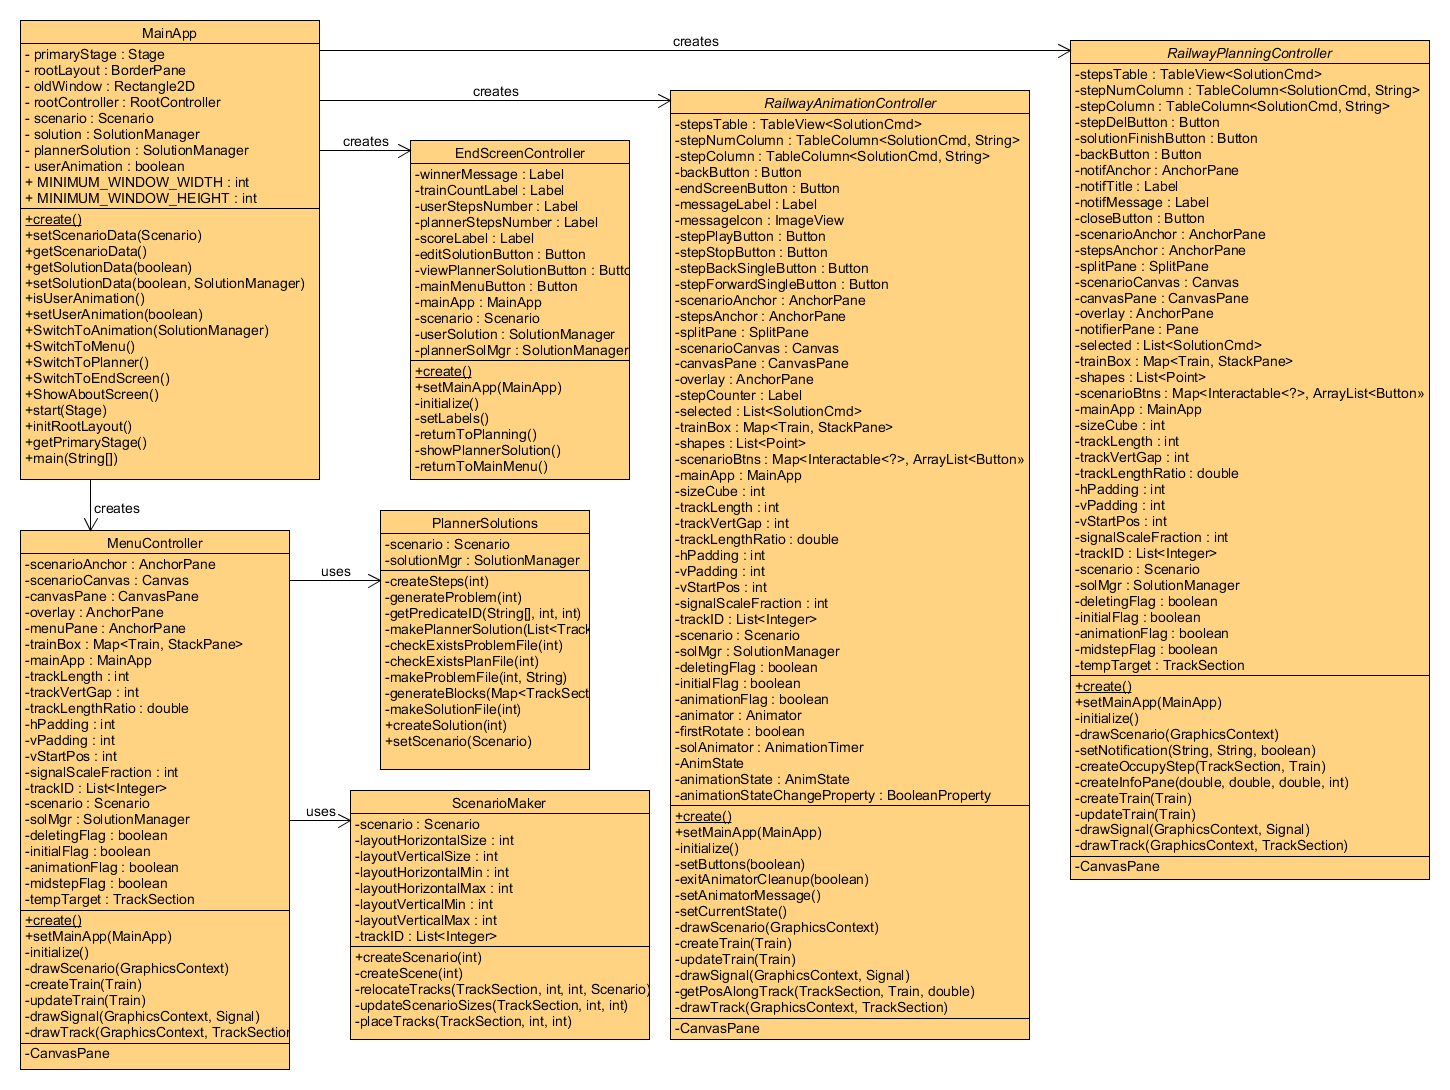 MainApp
- primaryStage : Stage
- rootLayout : BorderPane
- oldWindow : Rectangle2D
- rootController : RootController
- scenario : Scenario
- solution : SolutionManager
- plannerSolution : SolutionManager
- userAnimation : boolean
+ MINIMUM_WINDOW_WIDTH : int
+ MINIMUM_WINDOW_HEIGHT : int
+create()
+setScenarioData(Scenario)
+getScenarioData()
+getSolutionData(boolean)
+setSolutionData(boolean, SolutionManager)
+isUserAnimation()
+setUserAnimation(boolean)
+SwitchToAnimation(SolutionManager)
+SwitchToMenu()
+SwitchToPlanner()
+SwitchToEndScreen()
+ShowAboutScreen()
+start(Stage)
+initRootLayout()
+getPrimaryStage()
+main(String[])
creates
creates
creates
creates
EndScreenController
-winnerMessage : Label
-trainCountLabel : Label
-userStepsNumber : Label
-plannerStepsNumber : Label
-scoreLabel : Label
-editSolutionButton : Button
-viewPlannerSolutionButton : Butto
-mainMenuButton : Button
-mainApp : MainApp
-scenario : Scenario
-userSolution : SolutionManager
-plannerSolMgr : SolutionManager
+create()
+setMainApp(MainApp)
-initialize()
-setLabels()
-returnToPlanning()
-showPlannerSolution()
-returnToMainMenu()
MenuController
-scenarioAnchor : AnchorPane
-scenarioCanvas : Canvas
-canvasPane : CanvasPane
-overlay : AnchorPane
-menuPane : AnchorPane
-trainBox : Map<Train, StackPane>
-mainApp : MainApp
-trackLength : int
-trackVertGap : int
-trackLengthRatio : double
-hPadding : int
-vPadding : int
-vStartPos : int
-signalScaleFraction : int
-trackID : List<Integer>
-scenario : Scenario
-solMgr : SolutionManager
-deletingFlag : boolean
-initialFlag : boolean
-animationFlag : boolean
-midstepFlag : boolean
-tempTarget : TrackSection
+create()
+setMainApp(MainApp)
-initialize()
-drawScenario(GraphicsContext)
-createTrain(Train)
-updateTrain(Train)
-drawSignal(GraphicsContext, Signal)
-drawTrack(GraphicsContext, TrackSection
-CanvasPane
uses
uses
PlannerSolutions
-scenario : Scenario
-solutionMgr : SolutionManager
-createSteps(int)
-generateProblem(int)
-getPredicateID(String[], int, int)
-makePlannerSolution(List<Track
-checkExistsProblemFile(int)
-checkExistsPlanFile(int)
-makeProblemFile(int, String)
-generateBlocks(Map<TrackSect
-makeSolutionFile(int)
+createSolution(int)
+setScenario(Scenario)
ScenarioMaker
-scenario : Scenario
-layoutHorizontalSize : int
-layoutVerticalSize : int
-layoutHorizontalMin : int
-layoutHorizontalMax : int
-layoutVerticalMin : int
-layoutVerticalMax : int
-trackID : List<Integer>
+createScenario(int)
-createScene(int)
-relocateTracks(TrackSection, int, int, Scenario)
-updateScenarioSizes(TrackSection, int, int)
-placeTracks(TrackSection, int, int)
RailwayAnimationController
-stepsTable : TableView<SolutionCmd>
-stepNumColumn : TableColumn<SolutionCmd, String>
-stepColumn : TableColumn<SolutionCmd, String>
-backButton : Button
-endScreenButton : Button
-messageLabel : Label
-messageIcon : ImageView
-stepPlayButton : Button
-stepStopButton : Button
-stepBackSingleButton : Button
-stepForwardSingleButton : Button
-scenarioAnchor : AnchorPane
-stepsAnchor : AnchorPane
-splitPane : SplitPane
-scenarioCanvas : Canvas
-canvasPane : CanvasPane
-overlay : AnchorPane
-stepCounter : Label
-selected : List<SolutionCmd>
-trainBox : Map<Train, StackPane>
-shapes : List<Point>
-scenarioBtns : Map<Interactable<?>, ArrayList<Button»
-mainApp : MainApp
-sizeCube : int
-trackLength : int
-trackVertGap : int
-trackLengthRatio : double
-hPadding : int
-vPadding : int
-vStartPos : int
-signalScaleFraction : int
-trackID : List<Integer>
-scenario : Scenario
-solMgr : SolutionManager
-deletingFlag : boolean
-initialFlag : boolean
-animationFlag : boolean
-animator : Animator
-firstRotate : boolean
-solAnimator : AnimationTimer
-AnimState
-animationState : AnimState
-animationStateChangeProperty : BooleanProperty
+create()
+setMainApp(MainApp)
-initialize()
-setButtons(boolean)
-exitAnimatorCleanup(boolean)
-setAnimatorMessage()
-setCurrentState()
-drawScenario(GraphicsContext)
-createTrain(Train)
-updateTrain(Train)
-drawSignal(GraphicsContext, Signal)
-getPosAlongTrack(TrackSection, Train, double)
-drawTrack(GraphicsContext, TrackSection)
-CanvasPane
RailwayPlanningController
-stepsTable : TableView<SolutionCmd>
-stepNumColumn : TableColumn<SolutionCmd, String>
-stepColumn : TableColumn<SolutionCmd, String>
-stepDelButton : Button
-solutionFinishButton : Button
-backButton : Button
-notifAnchor : AnchorPane
-notifTitle : Label
-notifMessage : Label
-closeButton : Button
-scenarioAnchor : AnchorPane
-stepsAnchor : AnchorPane
-splitPane : SplitPane
-scenarioCanvas : Canvas
-canvasPane : CanvasPane
-overlay : AnchorPane
-notifierPane : Pane
-selected : List<SolutionCmd>
-trainBox : Map<Train, StackPane>
-shapes : List<Point>
-scenarioBtns : Map<Interactable<?>, ArrayList<Button»
-mainApp : MainApp
-sizeCube : int
-trackLength : int
-trackVertGap : int
-trackLengthRatio : double
-hPadding : int
-vPadding : int
-vStartPos : int
-signalScaleFraction : int
-trackID : List<Integer>
-scenario : Scenario
-solMgr : SolutionManager
-deletingFlag : boolean
-initialFlag : boolean
-animationFlag : boolean
-midstepFlag : boolean
-tempTarget : TrackSection
+create()
+setMainApp(MainApp)
-initialize()
-drawScenario(GraphicsContext)
-setNotification(String, String, boolean)
-createOccupyStep(TrackSection, Train)
-createInfoPane(double, double, double, int)
-createTrain(Train)
-updateTrain(Train)
-drawSignal(GraphicsContext, Signal)
-drawTrack(GraphicsContext, TrackSection)
-CanvasPane